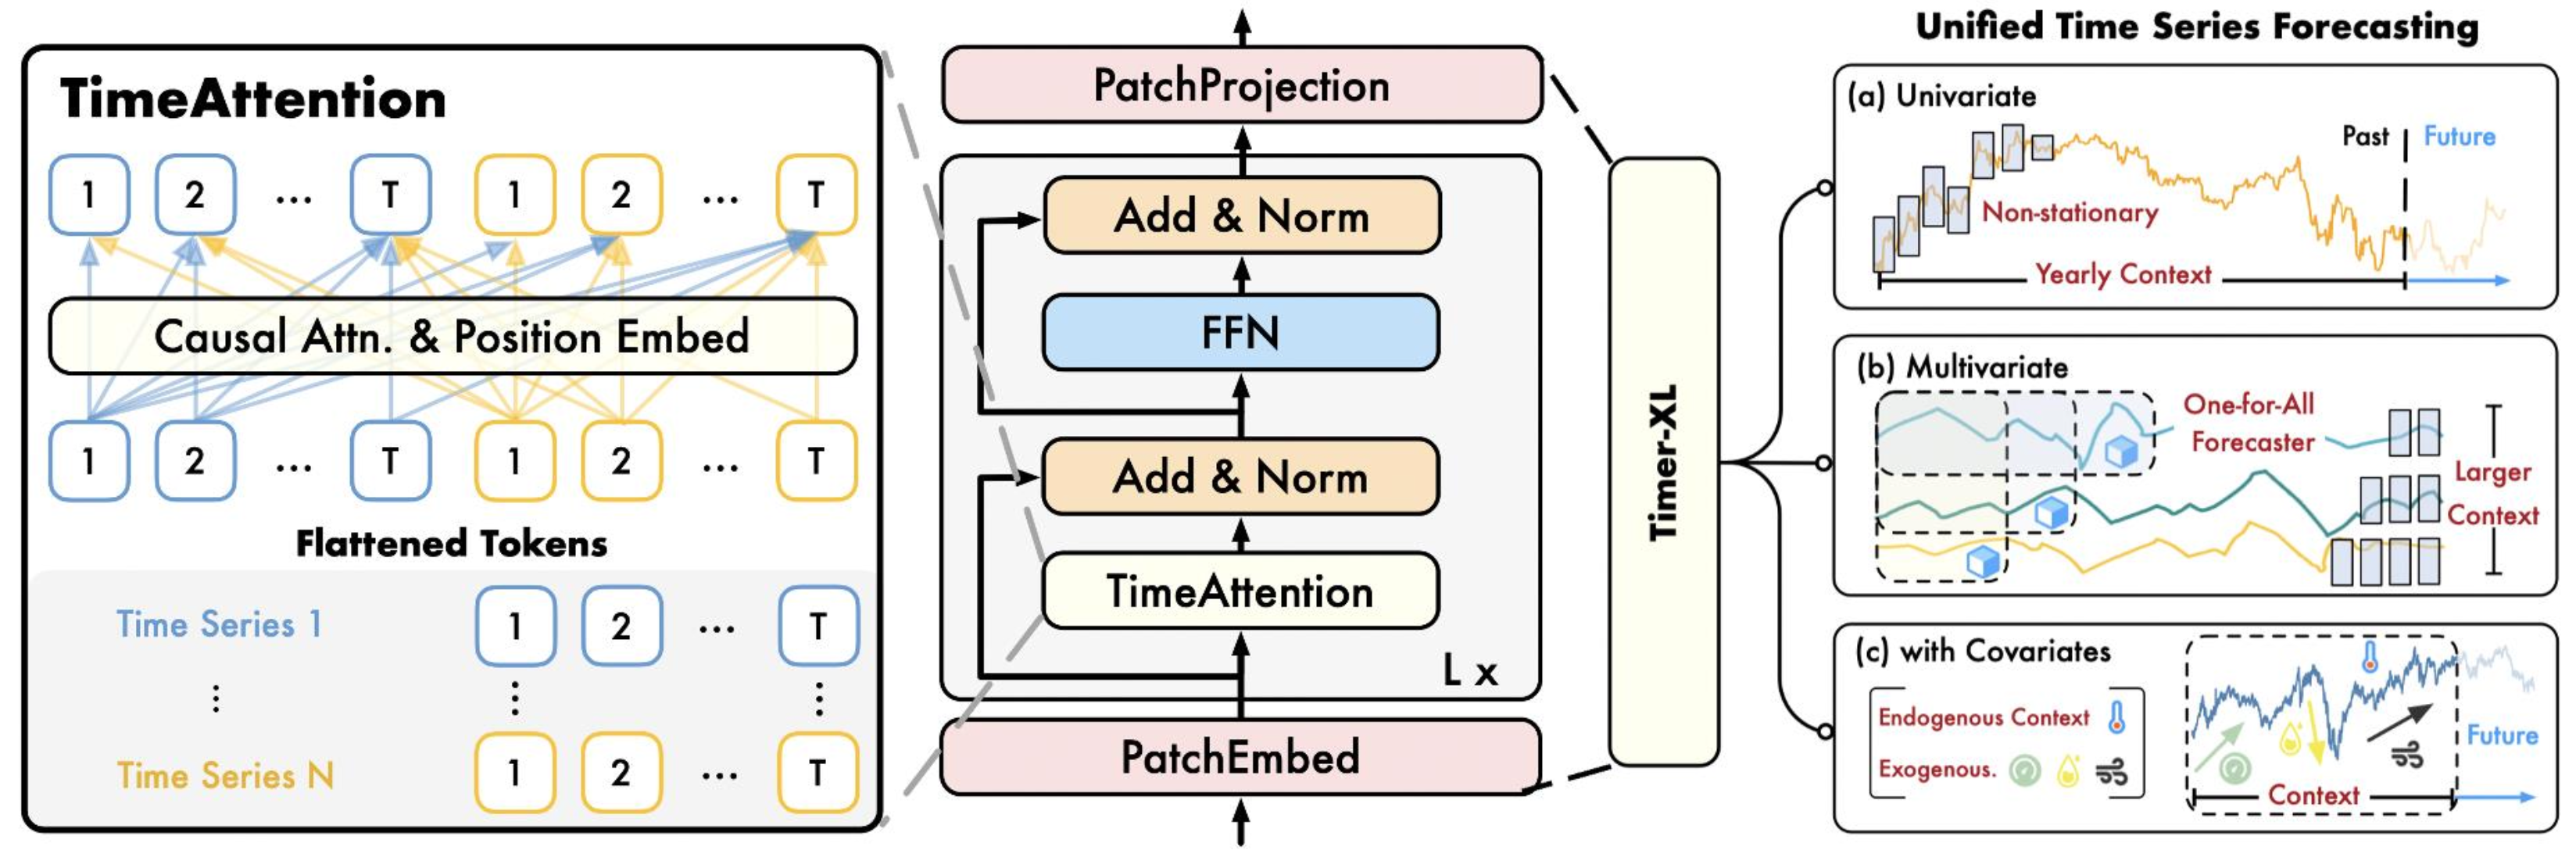 TimeAttention
1 2 ... T 1 2 ... T
Causal Attn. & Position Embed
1 2 ... T 1 2 ... T
Flattened Tokens
Time Series 1 1 2 ... T
Time Series N 1 2 ... T
PatchProjection
Add & Norm
FFN
Add & Norm
TimeAttention
L x
PatchEmbed
Timer-XL
Unified Time Series Forecasting
(a) Univariate
Past Future
Non-stationary
Yearly Context
(b) Multivariate
One-for-All
Forecaster
Larger
Context
(c) with Covariates
Endogenous Context
Exogenous.
Future
Context